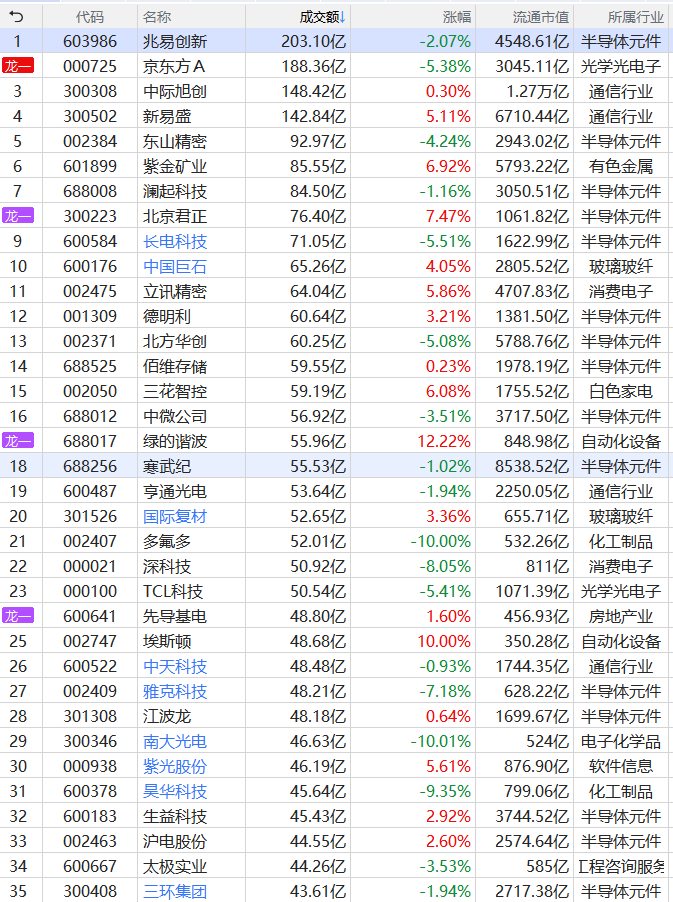 代码 名称 成交额↓ 涨幅 流通市值 所属行业
1 603986 兆易创新 203.10亿 -2.07% 4548.61亿 半导体元件
龙一 000725 京东方A 188.36亿 -5.38% 3045.11亿 光学光电子
3 300308 中际旭创 148.42亿 0.30% 1.27万亿 通信行业
4 300502 新易盛 142.84亿 5.11% 6710.44亿 通信行业
5 002384 东山精密 92.97亿 -4.24% 2943.02亿 半导体元件
6 601899 紫金矿业 85.55亿 6.92% 5793.22亿 有色金属
7 688008 澜起科技 84.50亿 -1.16% 3050.51亿 半导体元件
龙一 300223 北京君正 76.40亿 7.47% 1061.82亿 半导体元件
9 600584 长电科技 71.05亿 -5.51% 1622.99亿 半导体元件
10 600176 中国巨石 65.26亿 4.05% 2805.52亿 玻璃玻纤
11 002475 立讯精密 64.04亿 5.86% 4707.83亿 消费电子
12 001309 德明利 60.64亿 3.21% 1381.50亿 半导体元件
13 002371 北方华创 60.25亿 -5.08% 5788.76亿 半导体元件
14 688525 佰维存储 59.55亿 0.23% 1978.19亿 半导体元件
15 002050 三花智控 59.19亿 6.08% 1755.52亿 白色家电
16 688012 中微公司 56.92亿 -3.51% 3717.50亿 半导体元件
龙一 688017 绿的谐波 55.96亿 12.22% 848.98亿 自动化设备
18 688256 寒武纪 55.53亿 -1.02% 8538.52亿 半导体元件
19 600487 亨通光电 53.64亿 -1.94% 2250.05亿 通信行业
20 301526 国际复材 52.65亿 3.36% 655.71亿 玻璃玻纤
21 002407 多氟多 52.01亿 -10.00% 532.26亿 化工制品
22 000021 深科技 50.92亿 -8.05% 811亿 消费电子
23 000100 TCL科技 50.54亿 -5.41% 1071.39亿 光学光电子
龙一 600641 先导基电 48.80亿 1.60% 456.93亿 房地产业
25 002747 埃斯顿 48.68亿 10.00% 350.28亿 自动化设备
26 600522 中天科技 48.48亿 -0.93% 1744.35亿 通信行业
27 002409 雅克科技 48.21亿 -7.18% 628.22亿 半导体元件
28 301308 江波龙 48.18亿 0.64% 1699.67亿 半导体元件
29 300346 南大光电 46.63亿 -10.01% 524亿 电子化学品
30 000938 紫光股份 46.19亿 5.61% 876.90亿 软件信息
31 600378 昊华科技 45.64亿 -9.35% 799.06亿 化工制品
32 600183 生益科技 45.43亿 2.92% 3744.52亿 半导体元件
33 002463 沪电股份 44.55亿 2.60% 2574.64亿 半导体元件
34 600667 太极实业 44.26亿 -3.53% 585亿 工程咨询服务
35 300408 三环集团 43.61亿 -1.94% 2717.38亿 半导体元件